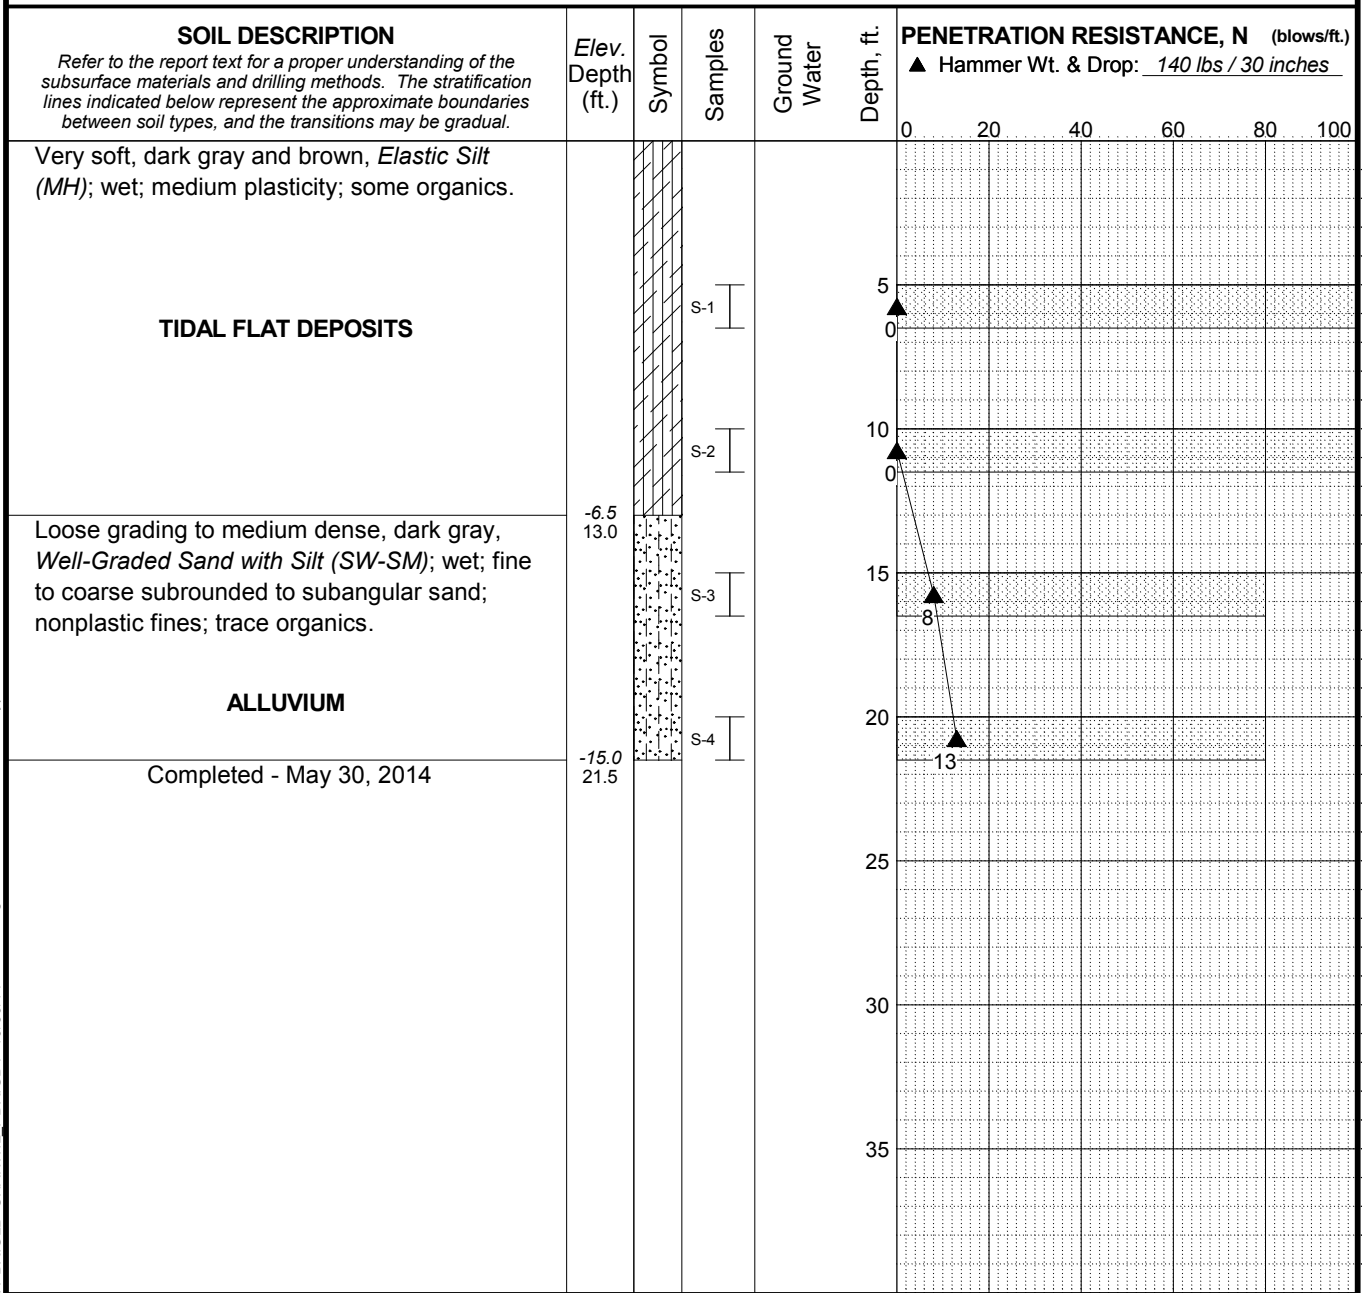 SOIL DESCRIPTION
Refer to the report text for a proper understanding of the
subsurface materials and drilling methods. The stratification
lines indicated below represent the approximate boundaries
between soil types, and the transitions may be gradual.
Elev.
Depth
(ft.)
Symbol
Samples
Ground
Water
Depth, ft.
PENETRATION RESISTANCE, N (blows/ft.)
▲ Hammer Wt. & Drop: 140 lbs / 30 inches
0 20 40 60 80 100
Very soft, dark gray and brown, Elastic Silt
(MH); wet; medium plasticity; some organics.
5
S-1
0
TIDAL FLAT DEPOSITS
10
S-2
0
-6.5
13.0
Loose grading to medium dense, dark gray,
Well-Graded Sand with Silt (SW-SM); wet; fine
to coarse subrounded to subangular sand;
nonplastic fines; trace organics.
15
S-3
8
ALLUVIUM
20
S-4
13
-15.0
21.5
Completed - May 30, 2014
25
30
35